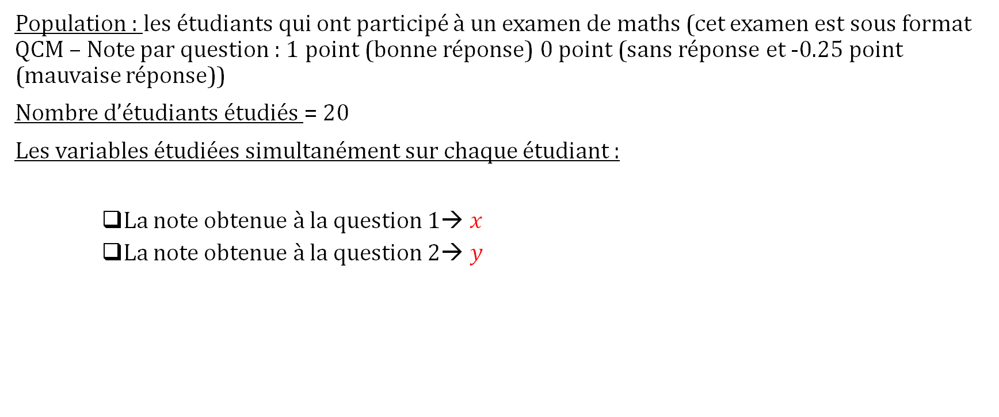 Population : les étudiants qui ont participé à un examen de maths (cet examen est sous format
QCM – Note par question : 1 point (bonne réponse) 0 point (sans réponse et -0.25 point
(mauvaise réponse))
Nombre d’étudiants étudiés = 20
Les variables étudiées simultanément sur chaque étudiant :
❑La note obtenue à la question 1→ x
❑La note obtenue à la question 2→ y